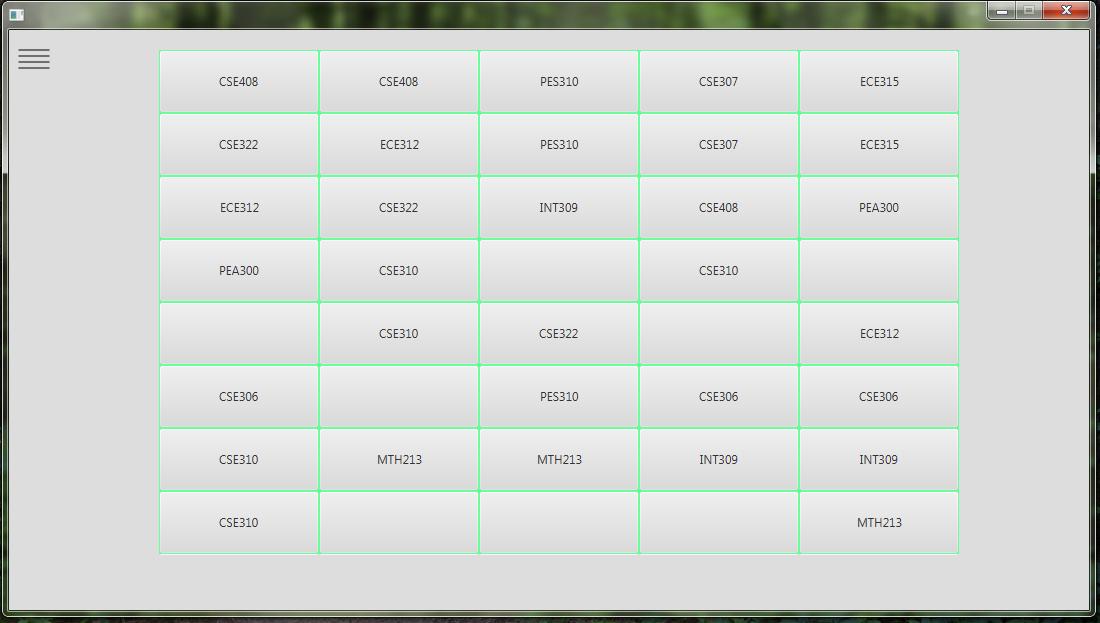 CSE408 CSE408 PES310 CSE307 ECE315
CSE322 ECE312 PES310 CSE307 ECE315
ECE312 CSE322 INT309 CSE408 PEA300
PEA300 CSE310 CSE310
CSE310 CSE322 ECE312
CSE306 PES310 CSE306 CSE306
CSE310 MTH213 MTH213 INT309 INT309
CSE310 MTH213